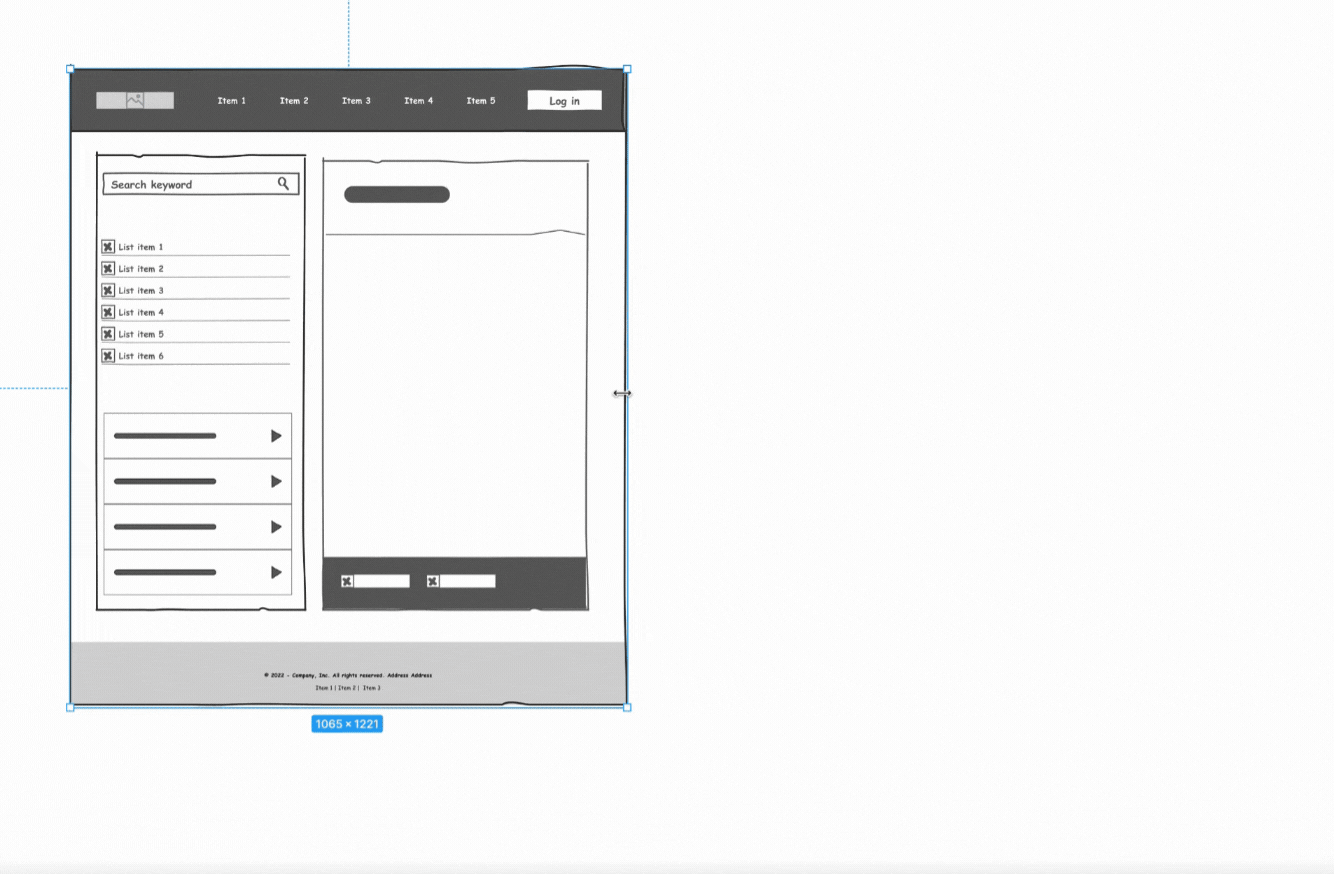 Item 1 Item 2 Item 3 Item 4 Item 5 Log in
Search keyword
List item 1
List item 2
List item 3
List item 4
List item 5
List item 6
© 2022 - Company, Inc. All rights reserved. Address Address
Item 1 | Item 2 | Item 3
1065 × 1221